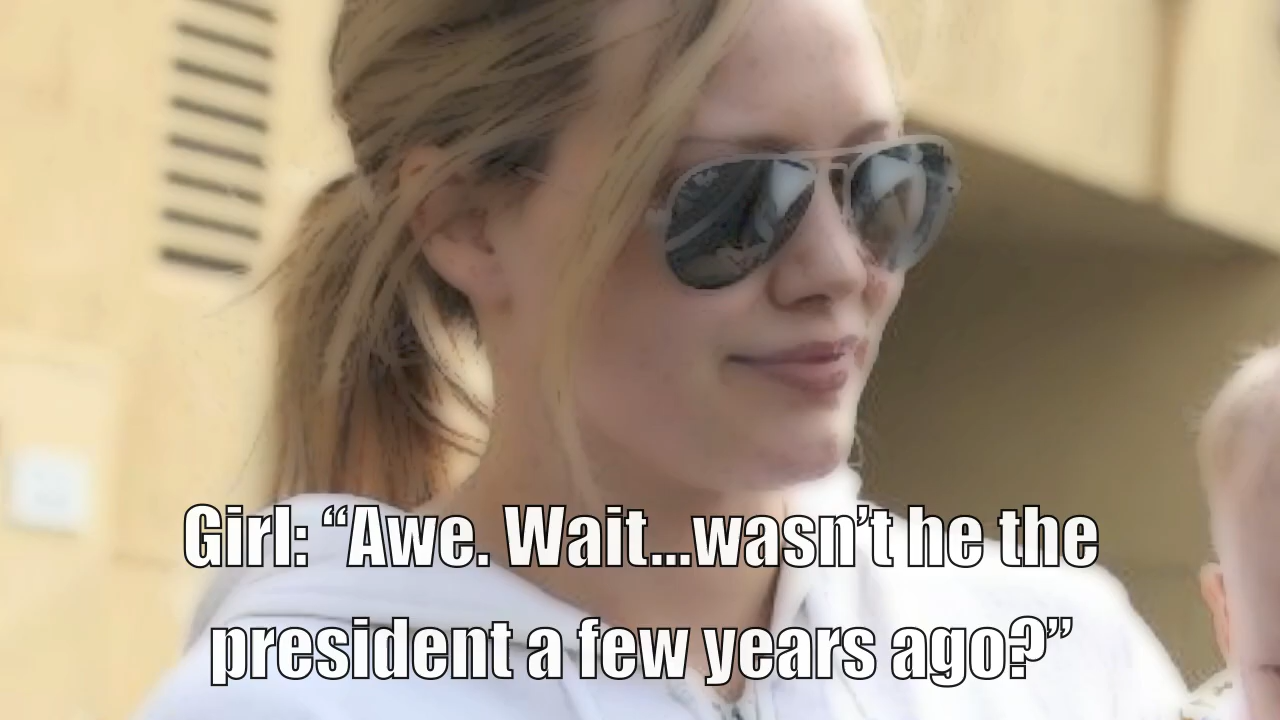 Girl: “Awe. Wait...wasn’t he the
president a few years ago?”